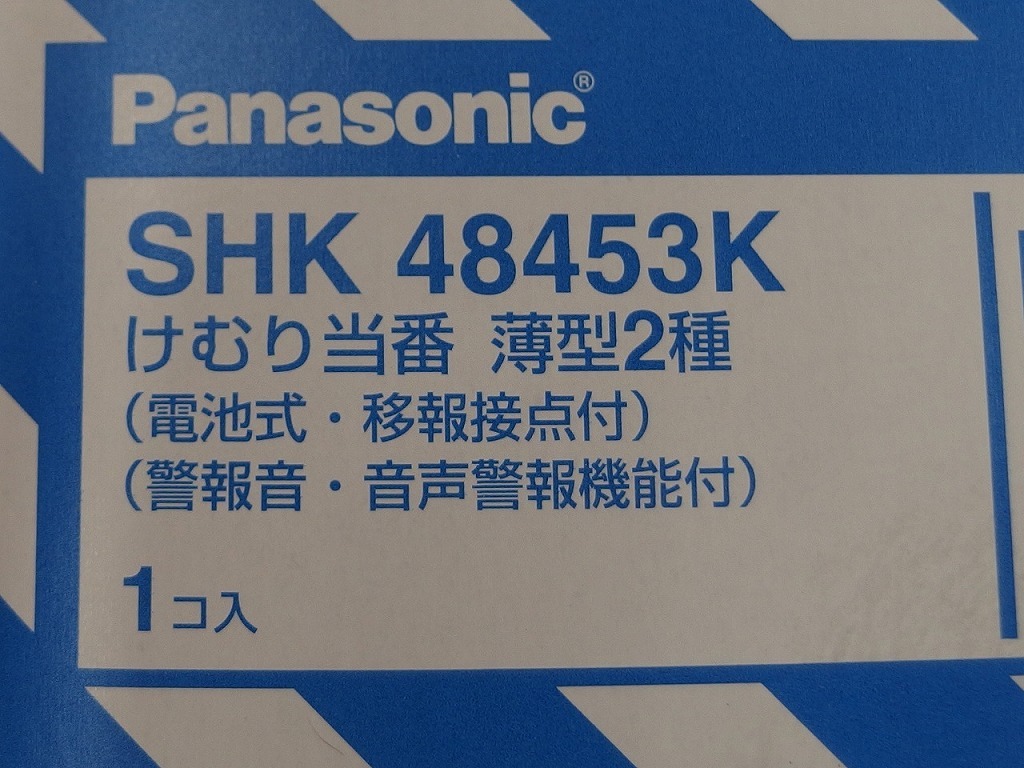 Panasonic®
SHK 48453K
けむり当番 薄型2種
（電池式・移報接点付）
（警報音・音声警報機能付）
1コ入